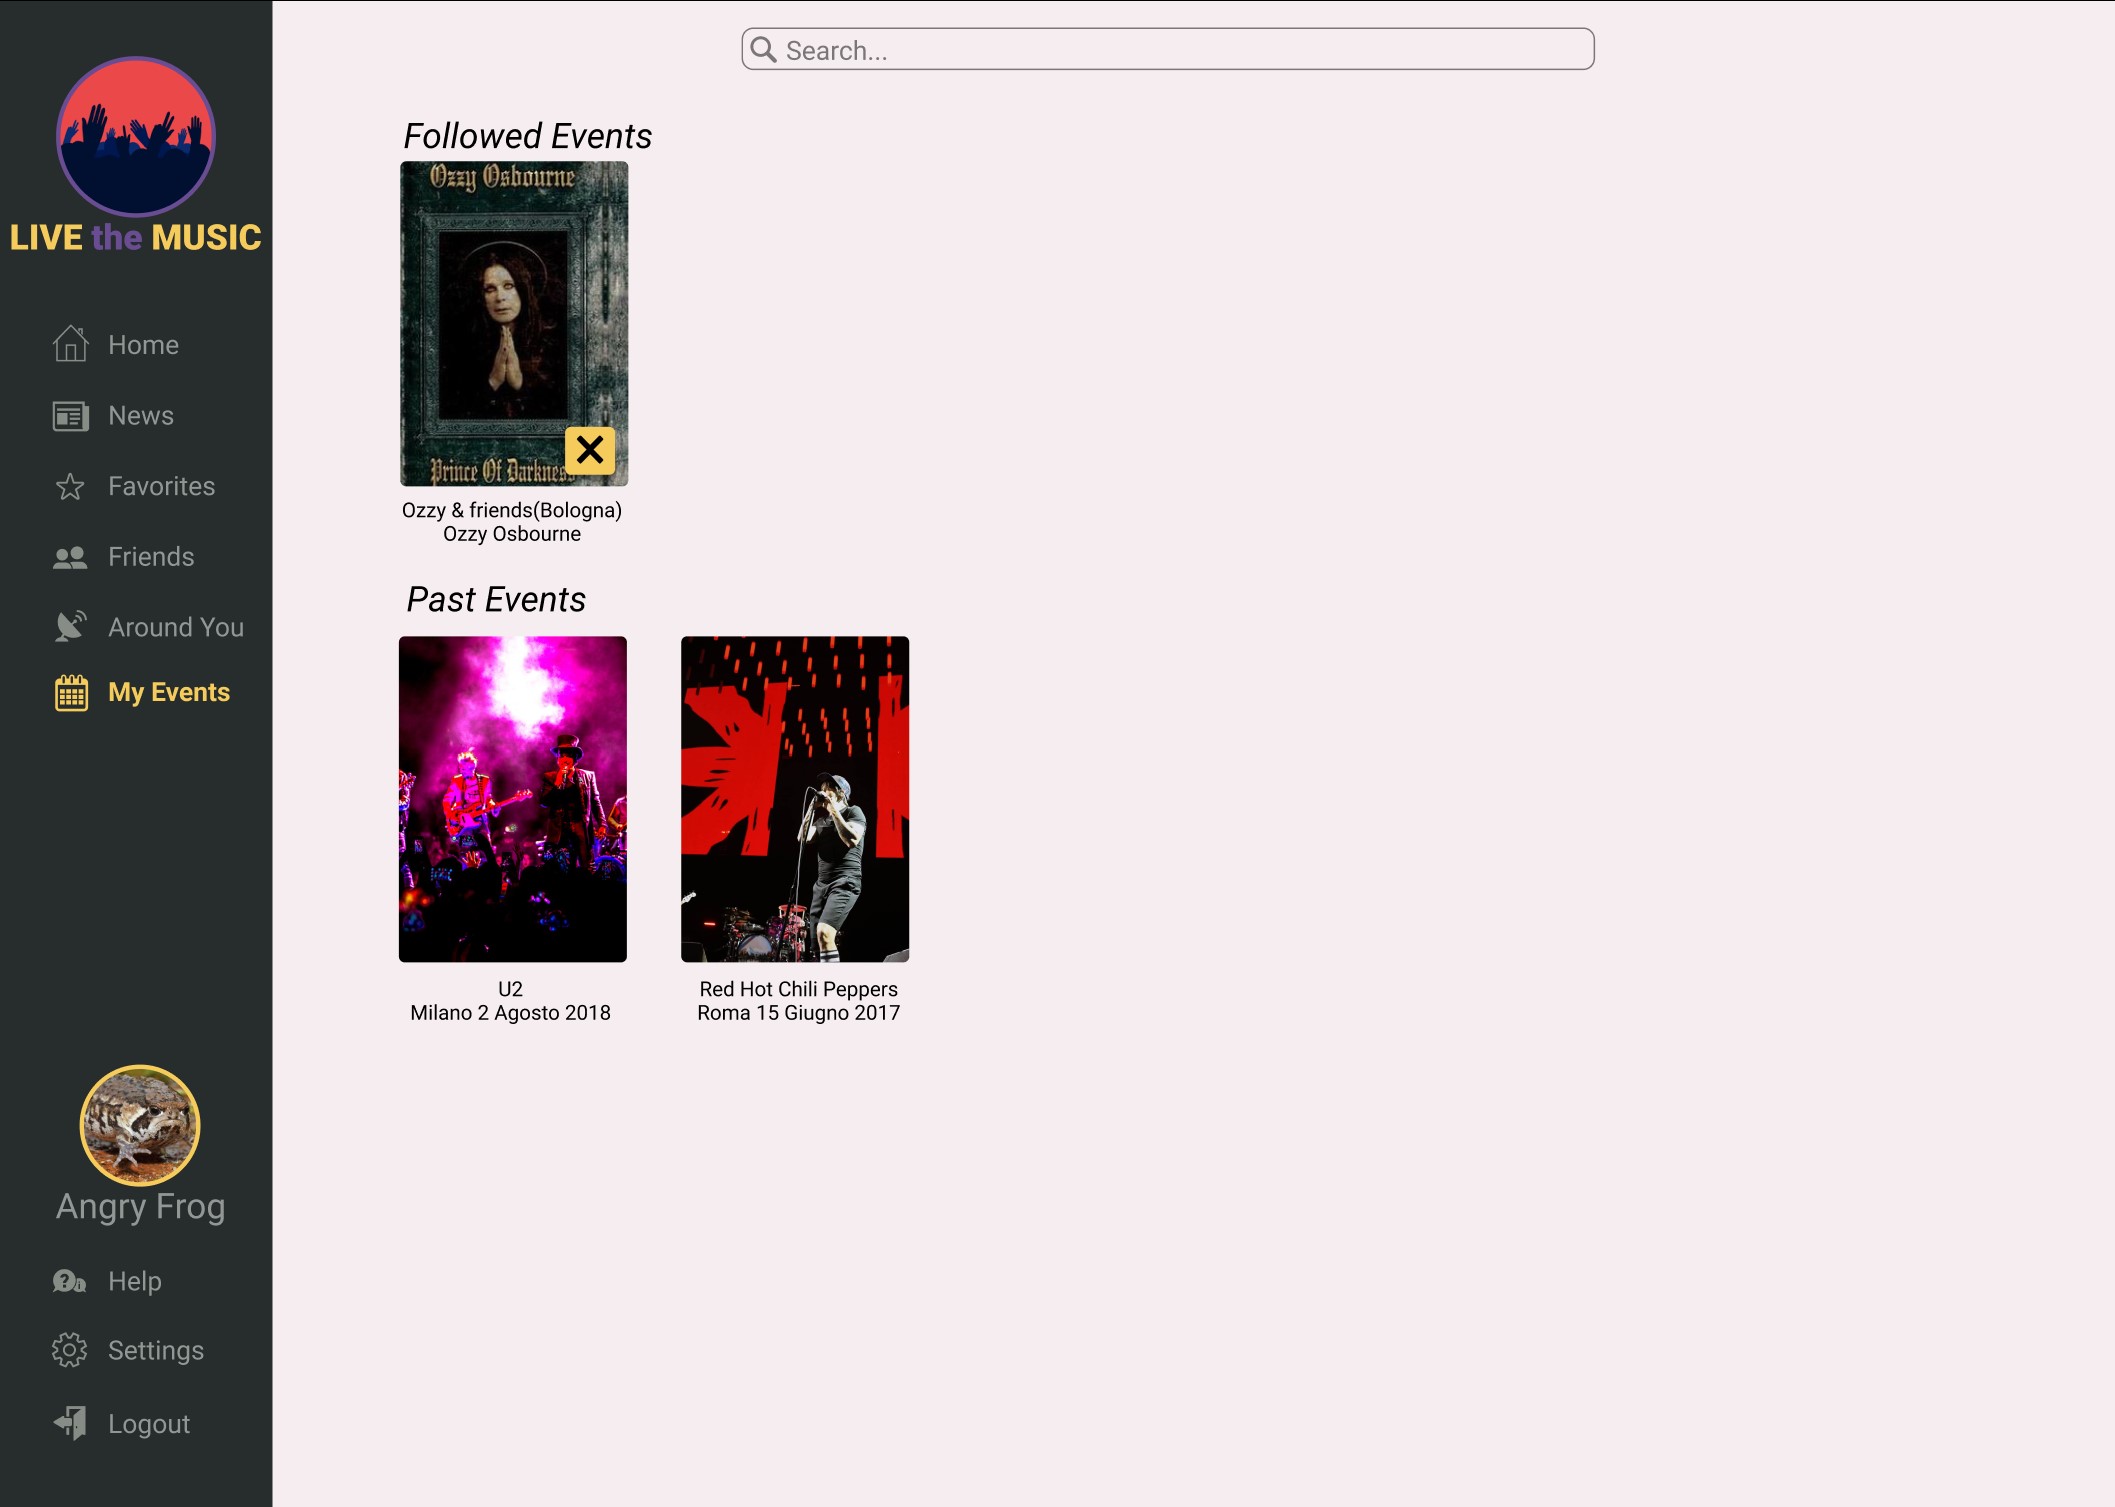 LIVE the MUSIC
Home
News
Favorites
Friends
Around You
My Events
Angry Frog
Help
Settings
Logout
Search...
Followed Events
Ozzy Osbourne
Prince Of Darkness
Ozzy & friends(Bologna)
Ozzy Osbourne
Past Events
U2
Milano 2 Agosto 2018
Red Hot Chili Peppers
Roma 15 Giugno 2017